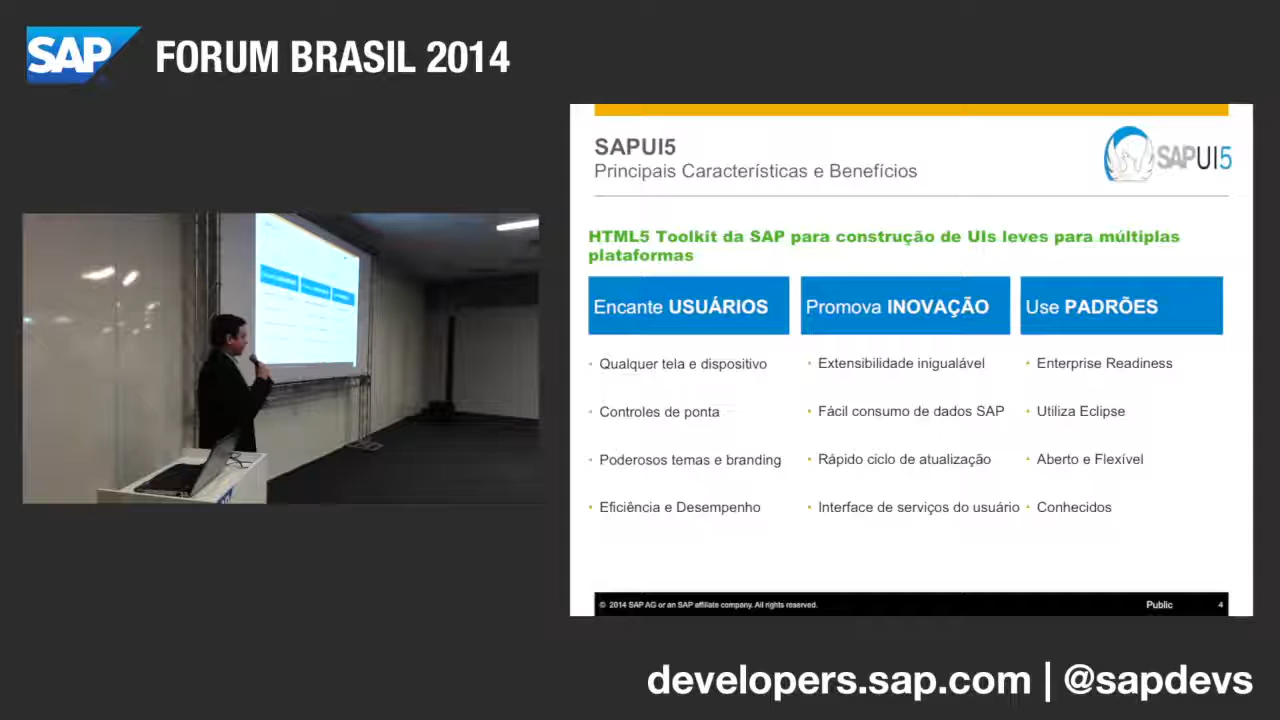 SAP FORUM BRASIL 2014
SAPUI5
Principais Características e Benefícios
SAPUI5
HTML5 Toolkit da SAP para construção de UIs leves para múltiplas
plataformas
Encante USUÁRIOS
Promova INOVAÇÃO
Use PADRÕES
Qualquer tela e dispositivo
Extensibilidade inigualável
Enterprise Readiness
Controles de ponta
Fácil consumo de dados SAP
Utiliza Eclipse
Poderosos temas e branding
Rápido ciclo de atualização
Aberto e Flexível
Eficiência e Desempenho
Interface de serviços do usuário
Conhecidos
© 2014 SAP AG or an SAP affiliate company. All rights reserved.
Public
4
developers.sap.com | @sapdevs